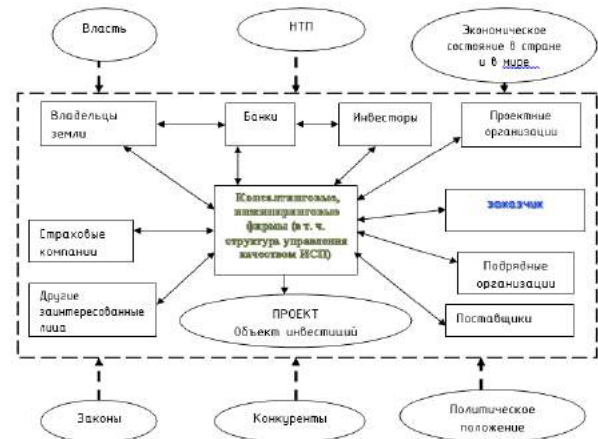 Власть
НТП
Экономическое
состояние в стране
и в мире
Владельцы
земли
Банки
Инвесторы
Проектные
организации
Консалтинговые,
инжиниринговые
фирмы (в т. ч.
структура управления
качеством ИСП)
заказчик
Страховые
компании
Подрядные
организации
Другие
заинтересованные
лица
ПРОЕКТ
Объект инвестиций
Поставщики
Законы
Конкуренты
Политическое
положение